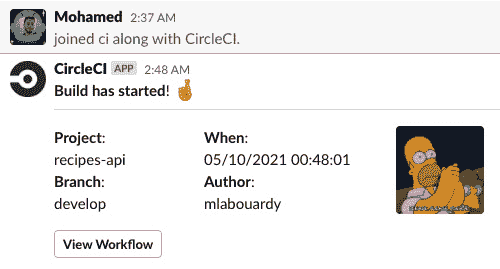 Mohamed 2:37 AM
joined ci along with CircleCI.
CircleCI APP 2:48 AM
Build has started!
Project: When:
recipes-api 05/10/2021 00:48:01
Branch: Author:
develop mlabouardy
View Workflow